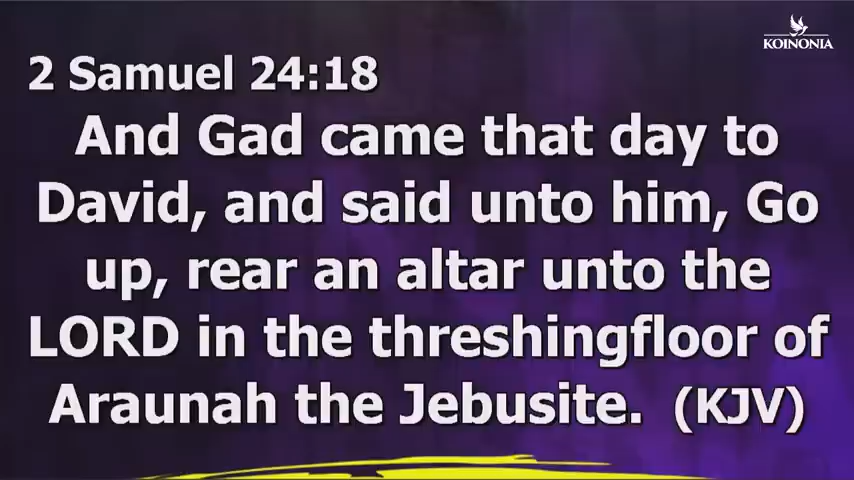 KOINONIA
2 Samuel 24:18
And Gad came that day to
David, and said unto him, Go
up, rear an altar unto the
LORD in the threshingfloor of
Araunah the Jebusite. (KJV)